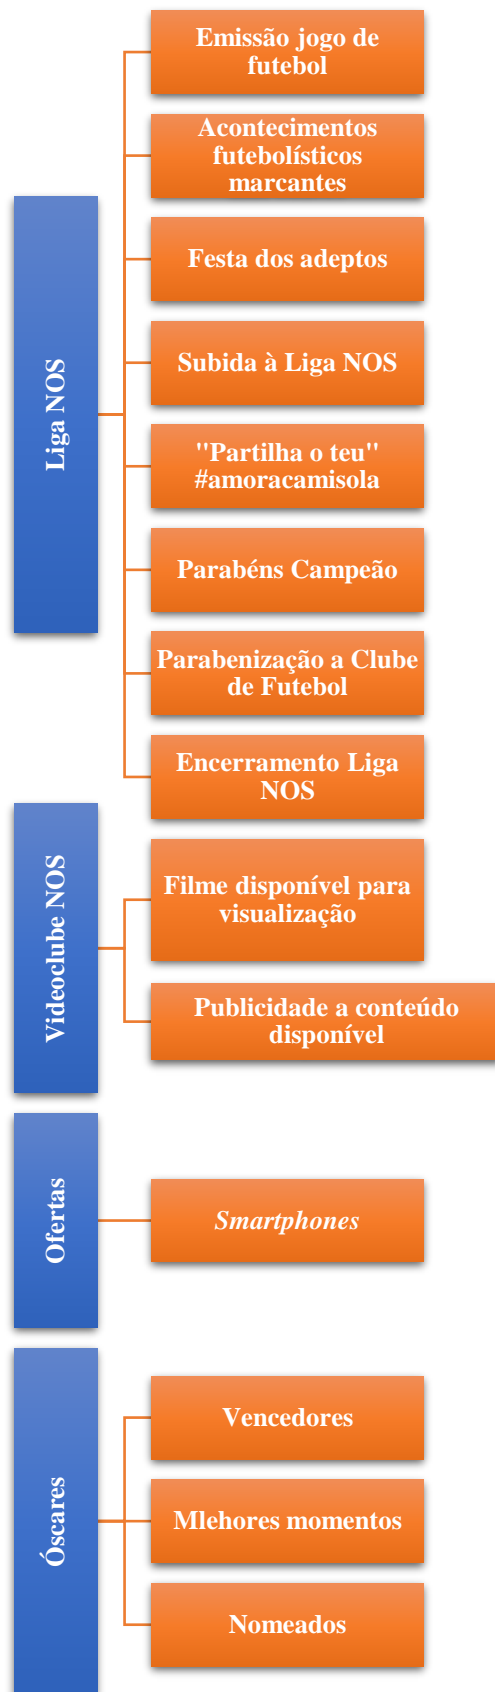 Liga NOS
Emissão jogo de
futebol
Acontecimentos
futebolísticos
marcantes
Festa dos adeptos
Subida à Liga NOS
"Partilha o teu"
#amoracamisola
Parabéns Campeão
Parabenização a Clube
de Futebol
Encerramento Liga
NOS
Videoclube NOS
Filme disponível para
visualização
Publicidade a conteúdo
disponível
Ofertas
Smartphones
Óscares
Vencedores
Mlehores momentos
Nomeados